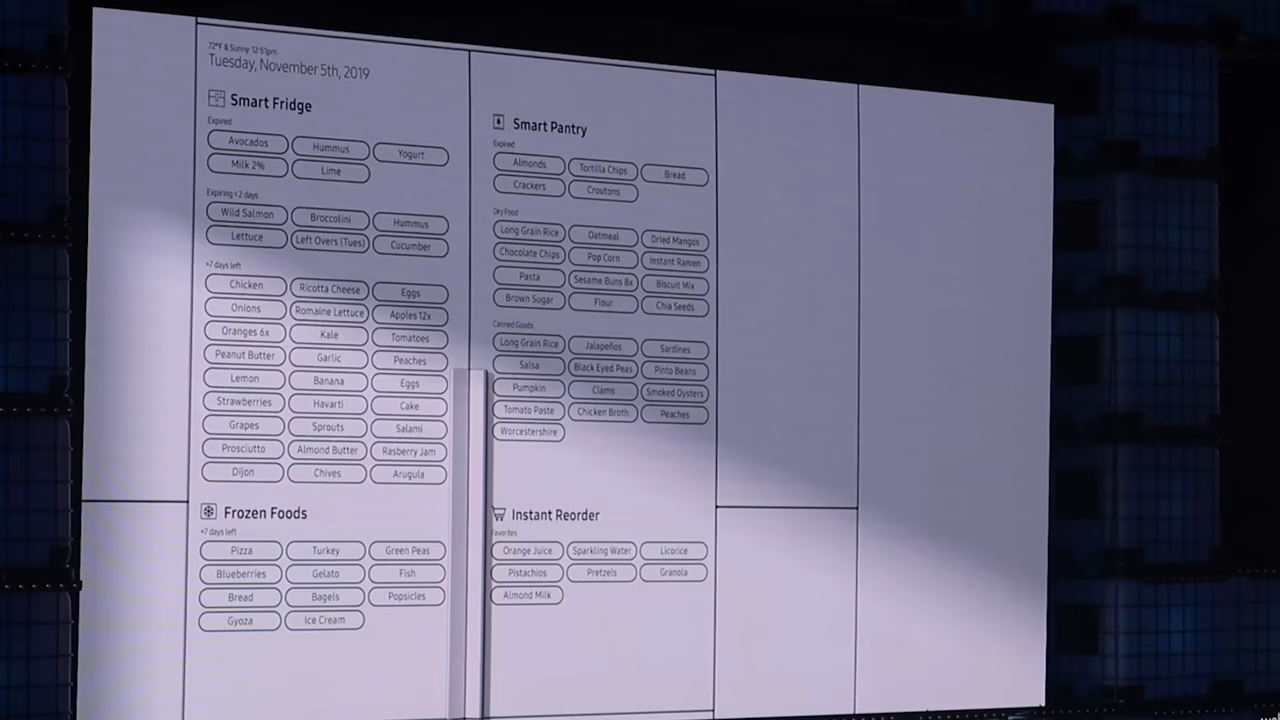 72°F & Sunny 12:51pm
Tuesday, November 5th, 2019
Smart Fridge
Expired
Avocados Hummus Yogurt
Milk 2% Lime
Expiring <2 days
Wild Salmon Broccolini Hummus
Lettuce Left Overs (Tues) Cucumber
+7 days left
Chicken Ricotta Cheese Eggs
Onions Romaine Lettuce Apples 12x
Oranges 6x Kale Tomatoes
Peanut Butter Garlic Peaches
Lemon Banana Eggs
Strawberries Havarti Cake
Grapes Sprouts Salami
Prosciutto Almond Butter Rasberry Jam
Dijon Chives Arugula
Frozen Foods
+7 days left
Pizza Turkey Green Peas
Blueberries Gelato Fish
Bread Bagels Popsicles
Gyoza Ice Cream
Smart Pantry
Expired
Almonds Tortilla Chips Bread
Crackers Croutons
Dry Food
Long Grain Rice Oatmeal Dried Mangos
Chocolate Chips Pop Corn Instant Ramen
Pasta Sesame Buns 8x Biscuit Mix
Brown Sugar Flour Chia Seeds
Canned Goods
Long Grain Rice Jalapeños Sardines
Salsa Black Eyed Peas Pinto Beans
Pumpkin Clams Smoked Oysters
Tomato Paste Chicken Broth Peaches
Worcestershire
Instant Reorder
Favorites
Orange Juice Sparkling Water Licorice
Pistachios Pretzels Granola
Almond Milk